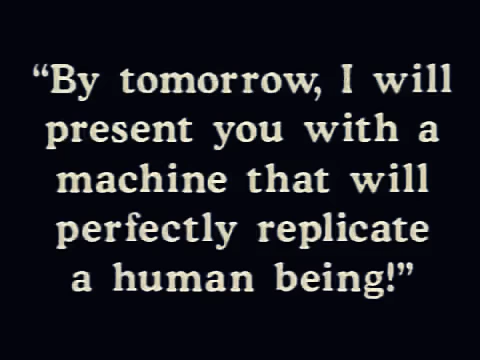 “By tomorrow, I will
present you with a
machine that will
perfectly replicate
a human being!”